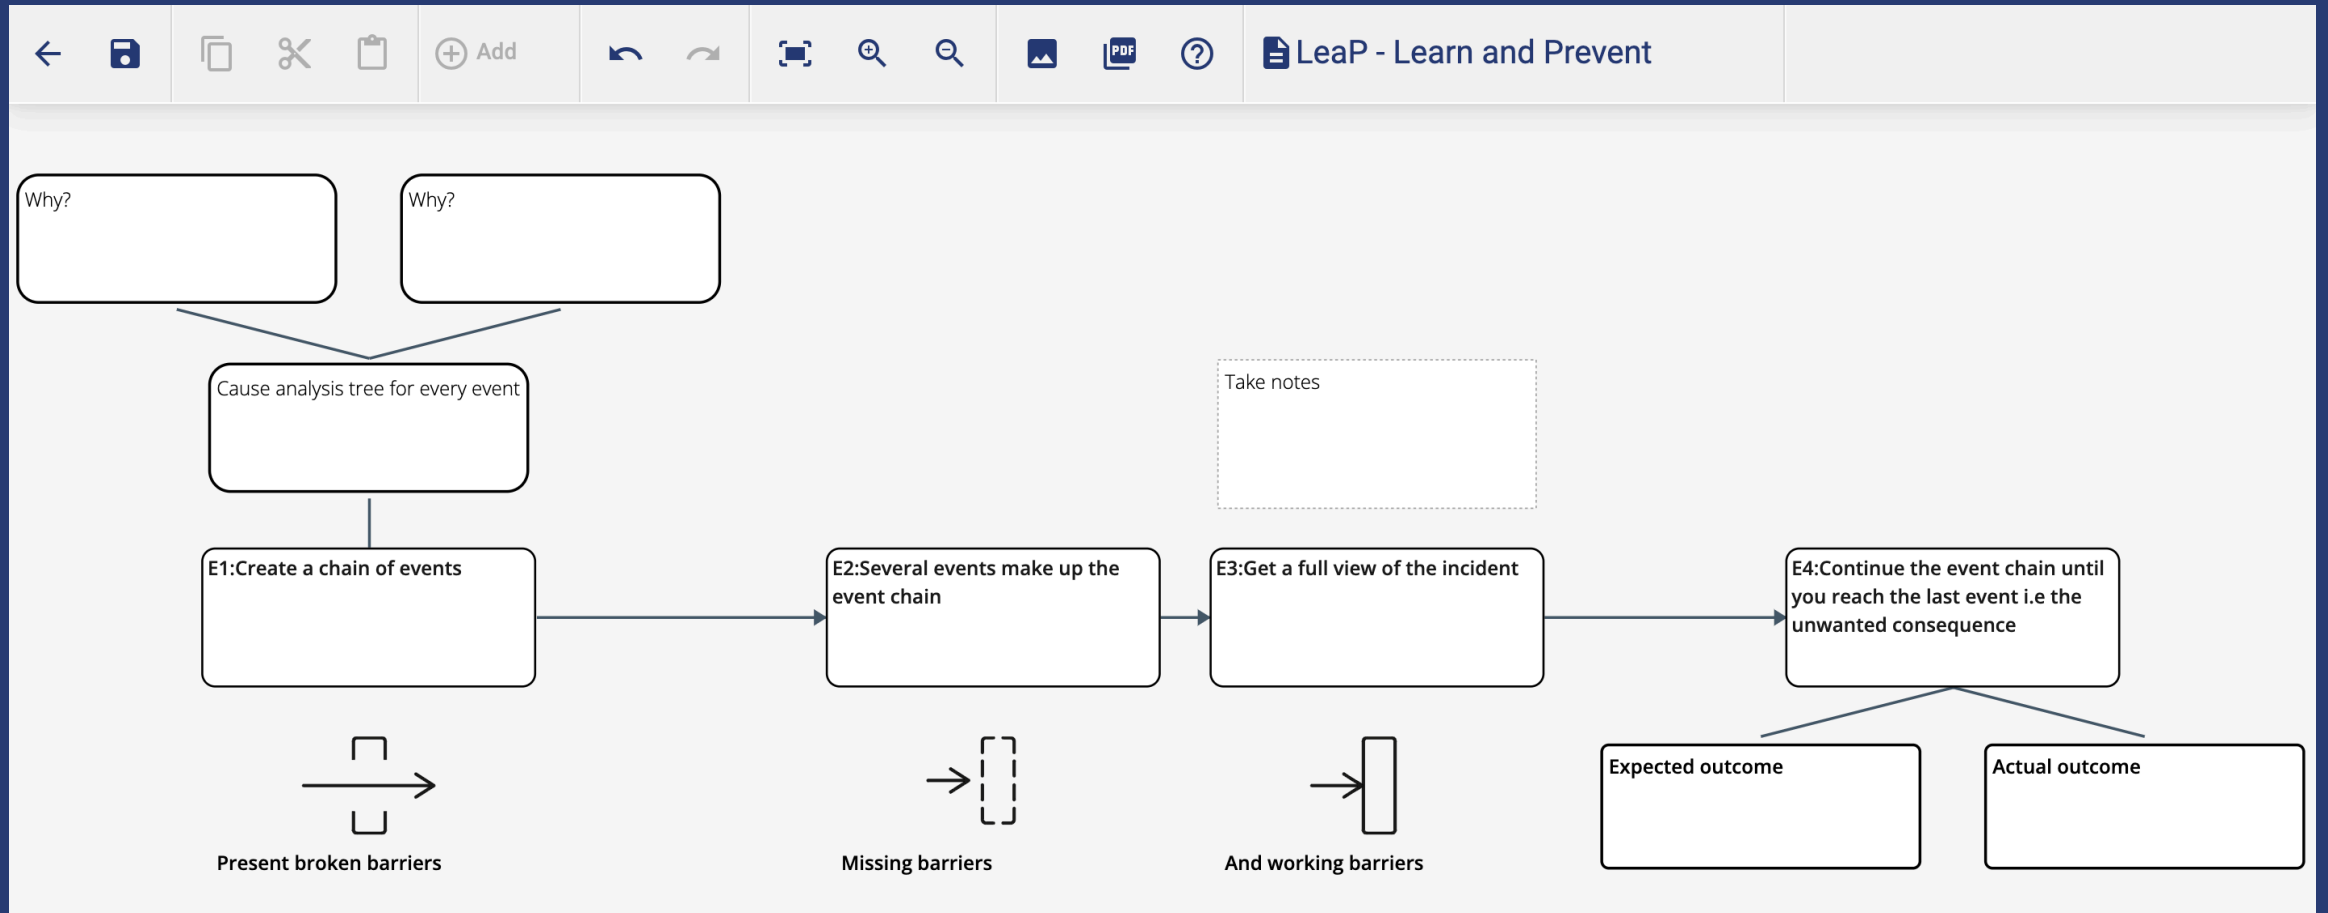 Add
PDF
LeaP - Learn and Prevent
Why?
Why?
Cause analysis tree for every event
Take notes
E1:Create a chain of events
E2:Several events make up the
event chain
E3:Get a full view of the incident
E4:Continue the event chain until
you reach the last event i.e the
unwanted consequence
Expected outcome
Actual outcome
Present broken barriers
Missing barriers
And working barriers